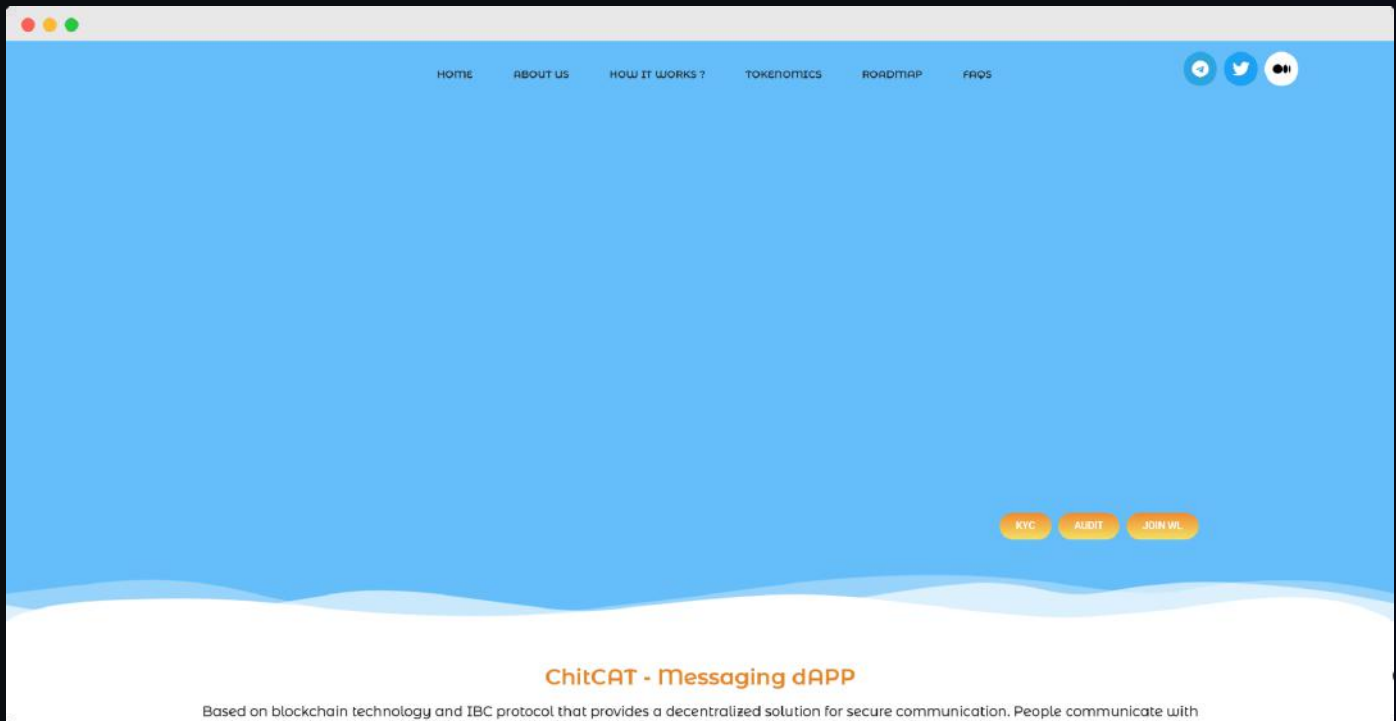 HOME ABOUT US HOW IT WORKS ? TOKENOMICS ROADMAP FAQS
KYC AUDIT JOIN WL
ChitCAT - Messaging dAPP
Based on blockchain technology and IBC protocol that provides a decentralized solution for secure communication. People communicate with